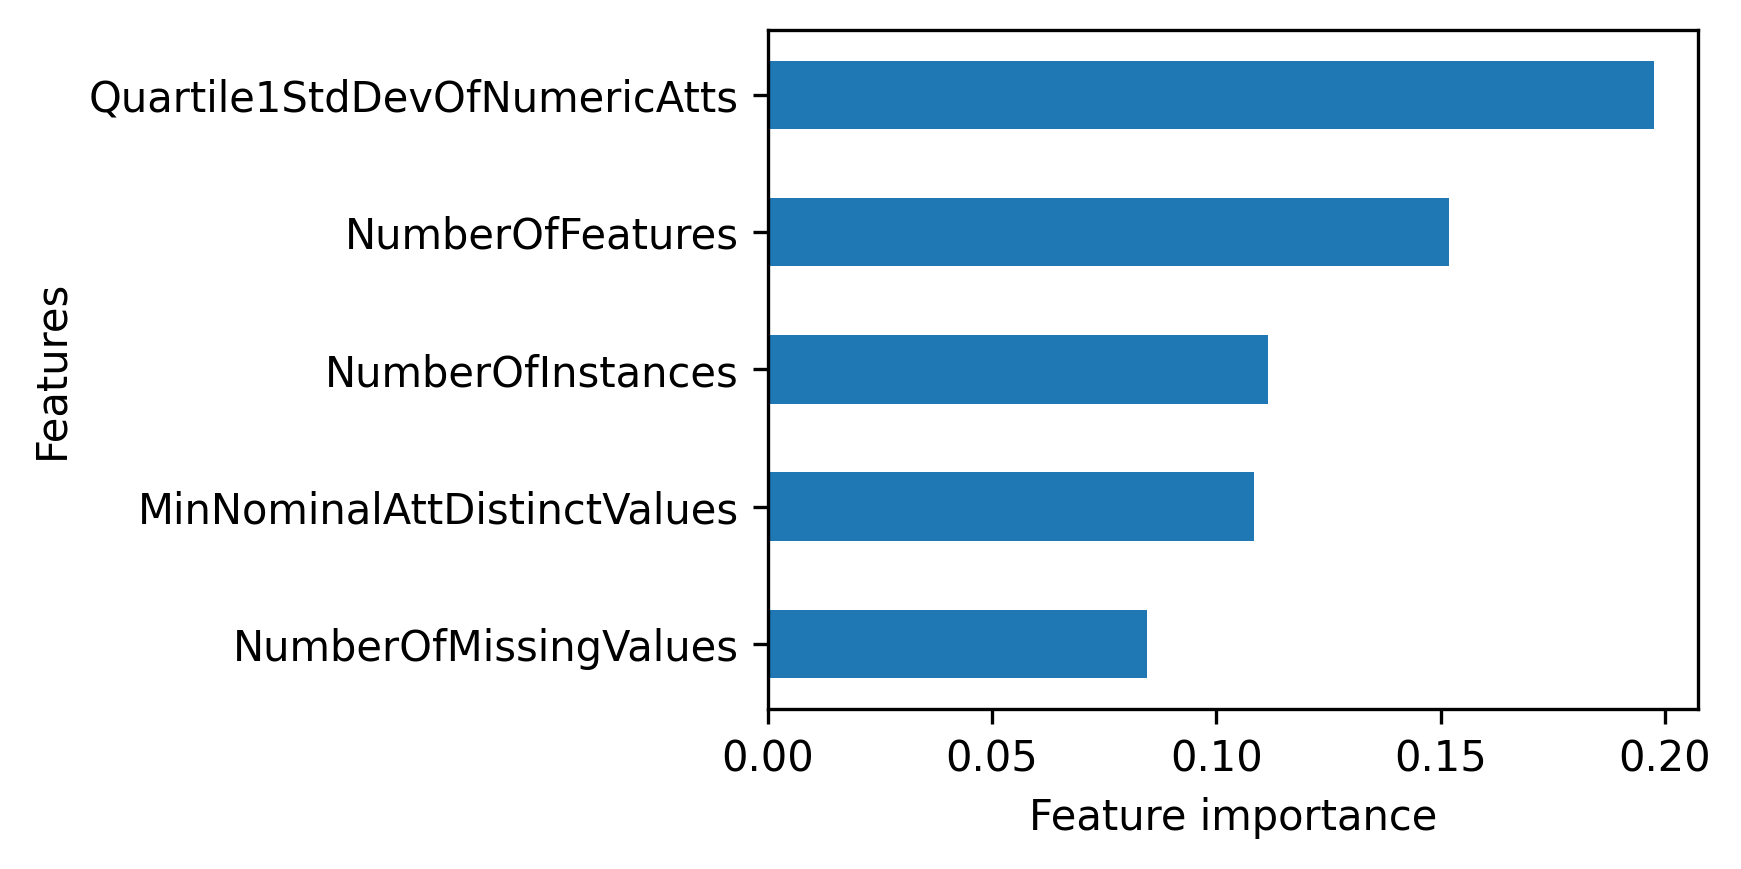 Quartile1StdDevOfNumericAtts
NumberOfFeatures
NumberOfInstances
MinNominalAttDistinctValues
NumberOfMissingValues
Features
0.00 0.05 0.10 0.15 0.20
Feature importance